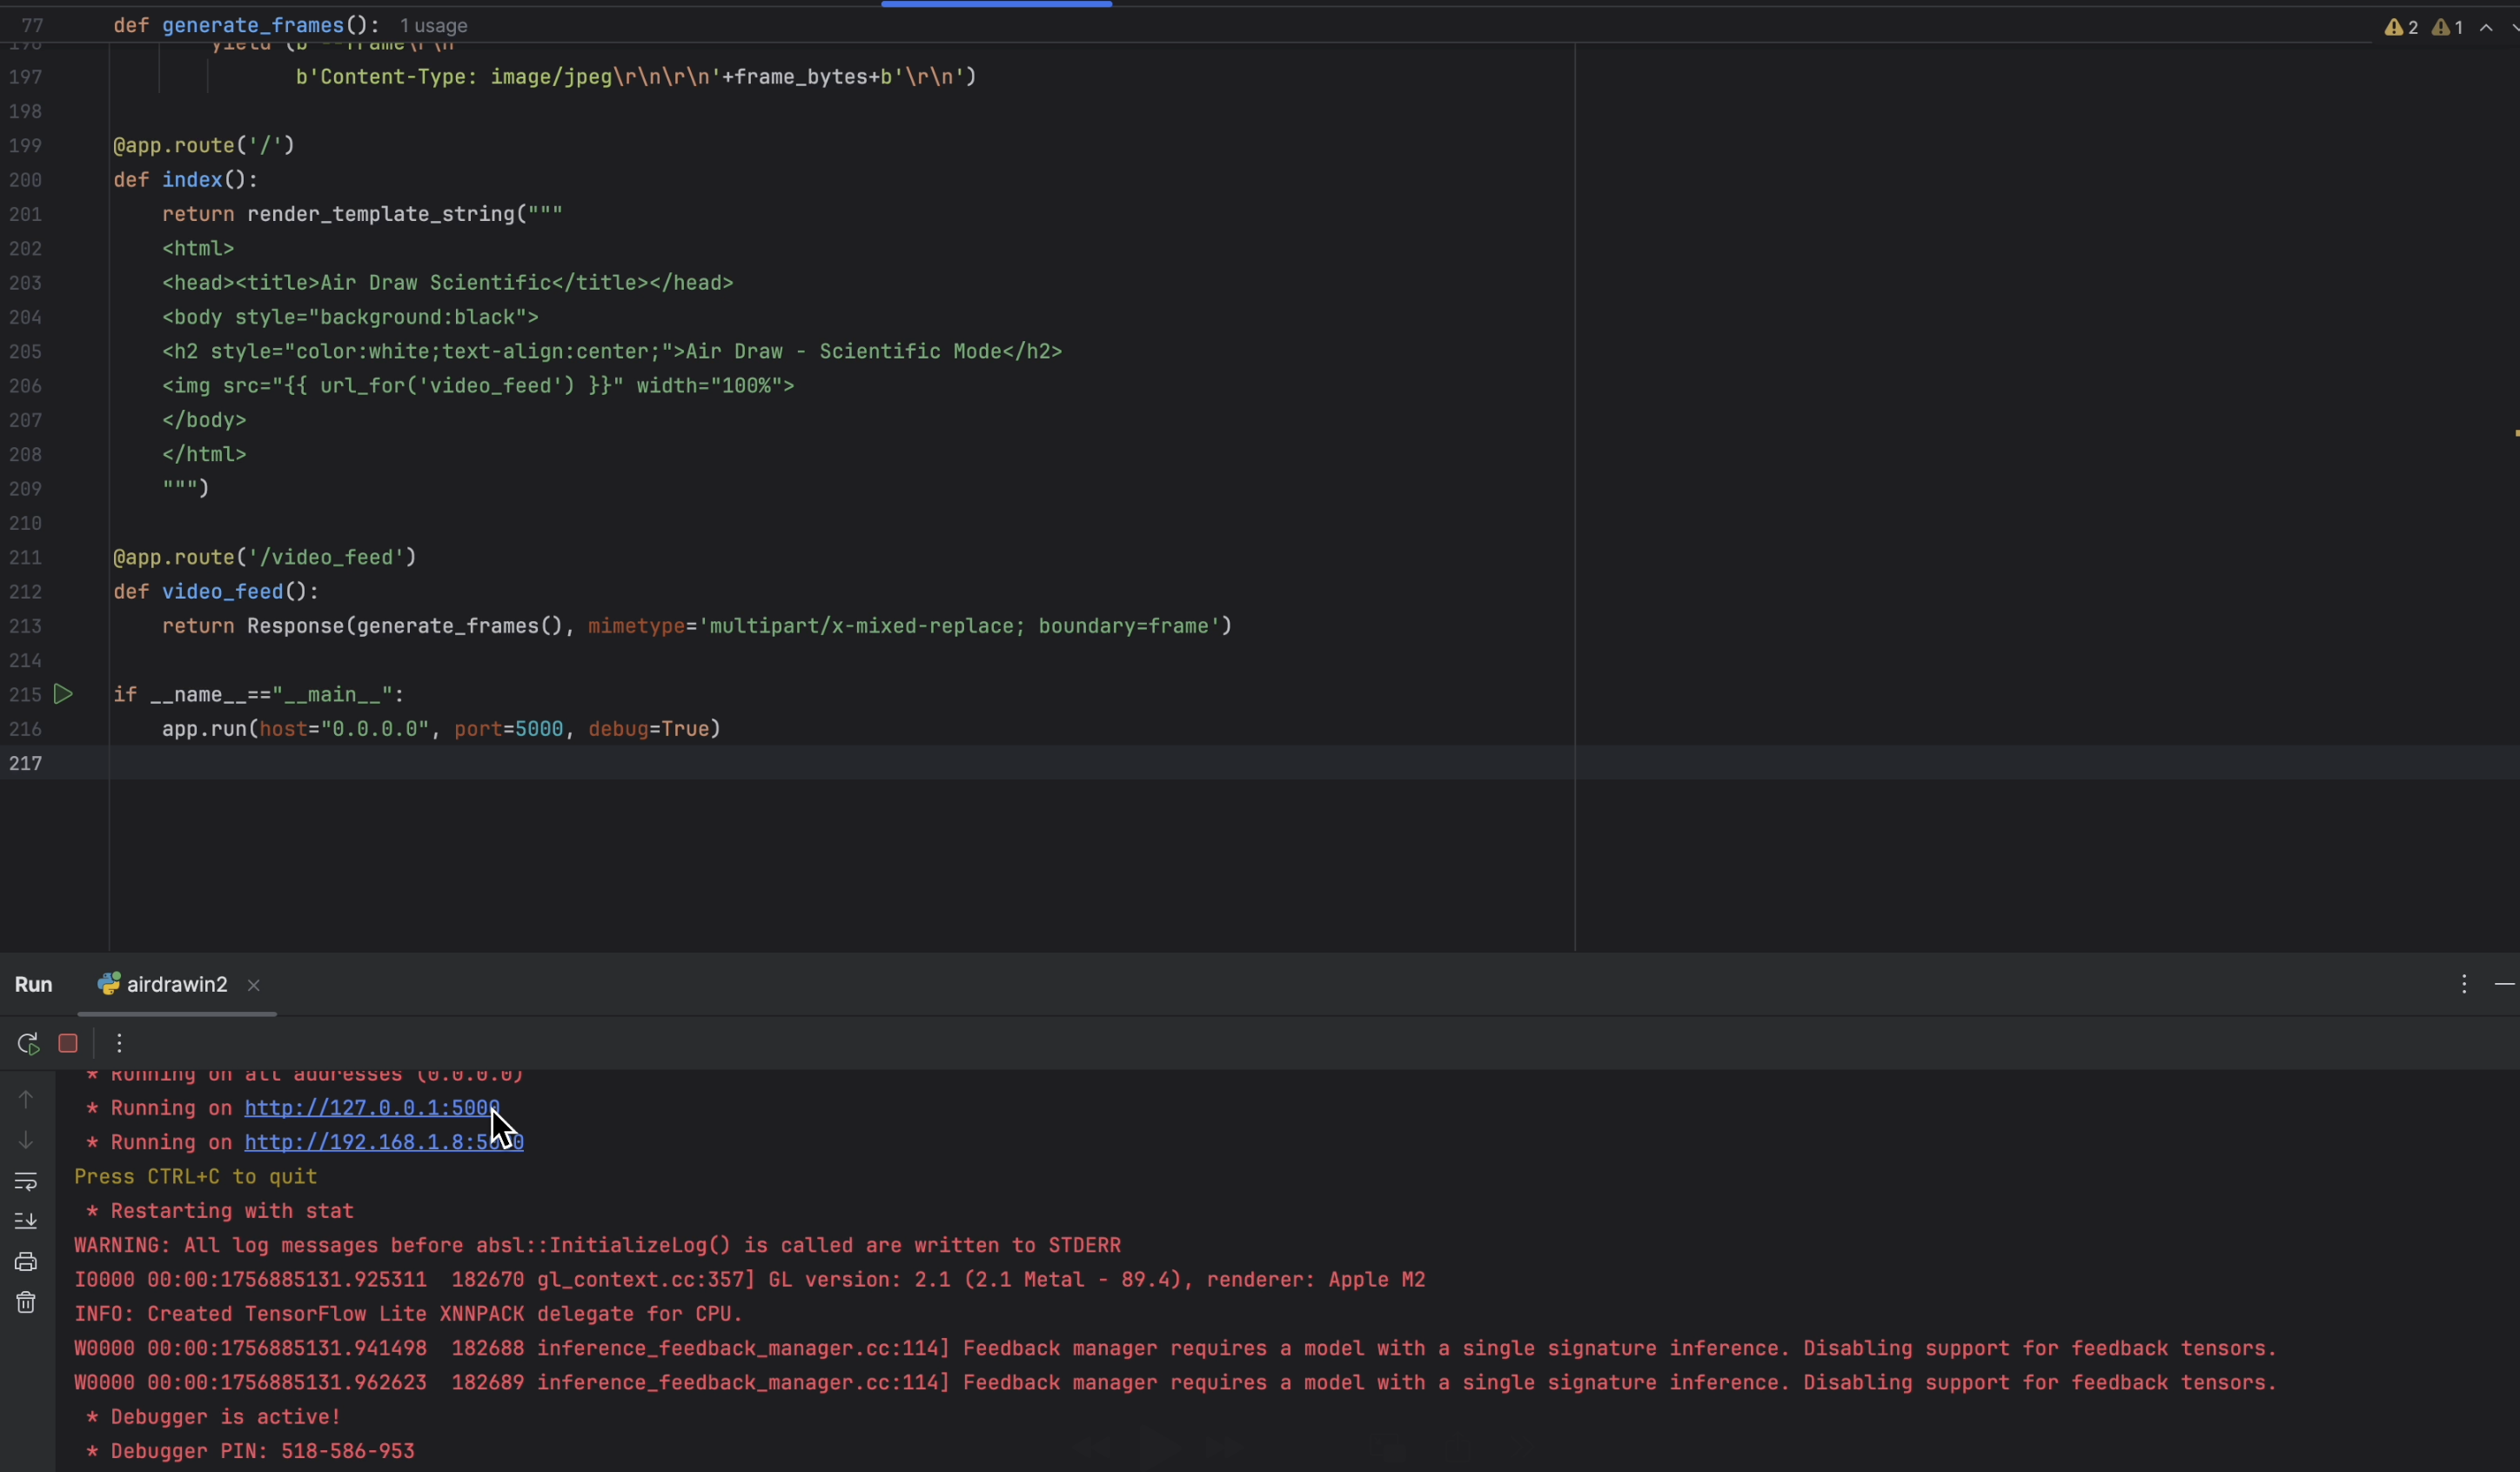 77 def generate_frames(): 1 usage
2 1
196 yield (b'--frame\r\n'
197 b'Content-Type: image/jpeg\r\n\r\n'+frame_bytes+b'\r\n')
198
199 @app.route('/')
200 def index():
201 return render_template_string("""
202 <html>
203 <head><title>Air Draw Scientific</title></head>
204 <body style="background:black">
205 <h2 style="color:white;text-align:center;">Air Draw - Scientific Mode</h2>
206 <img src="{{ url_for('video_feed') }}" width="100%">
207 </body>
208 </html>
209 """)
210
211 @app.route('/video_feed')
212 def video_feed():
213 return Response(generate_frames(), mimetype='multipart/x-mixed-replace; boundary=frame')
214
215 if __name__=="__main__":
216 app.run(host="0.0.0.0", port=5000, debug=True)
217
Run airdrawin2
* Running on all addresses (0.0.0.0)
* Running on http://127.0.0.1:5000
* Running on http://192.168.1.8:5000
Press CTRL+C to quit
* Restarting with stat
WARNING: All log messages before absl::InitializeLog() is called are written to STDERR
I0000 00:00:1756885131.925311 182670 gl_context.cc:357] GL version: 2.1 (2.1 Metal - 89.4), renderer: Apple M2
INFO: Created TensorFlow Lite XNNPACK delegate for CPU.
W0000 00:00:1756885131.941498 182688 inference_feedback_manager.cc:114] Feedback manager requires a model with a single signature inference. Disabling support for feedback tensors.
W0000 00:00:1756885131.962623 182689 inference_feedback_manager.cc:114] Feedback manager requires a model with a single signature inference. Disabling support for feedback tensors.
* Debugger is active!
* Debugger PIN: 518-586-953